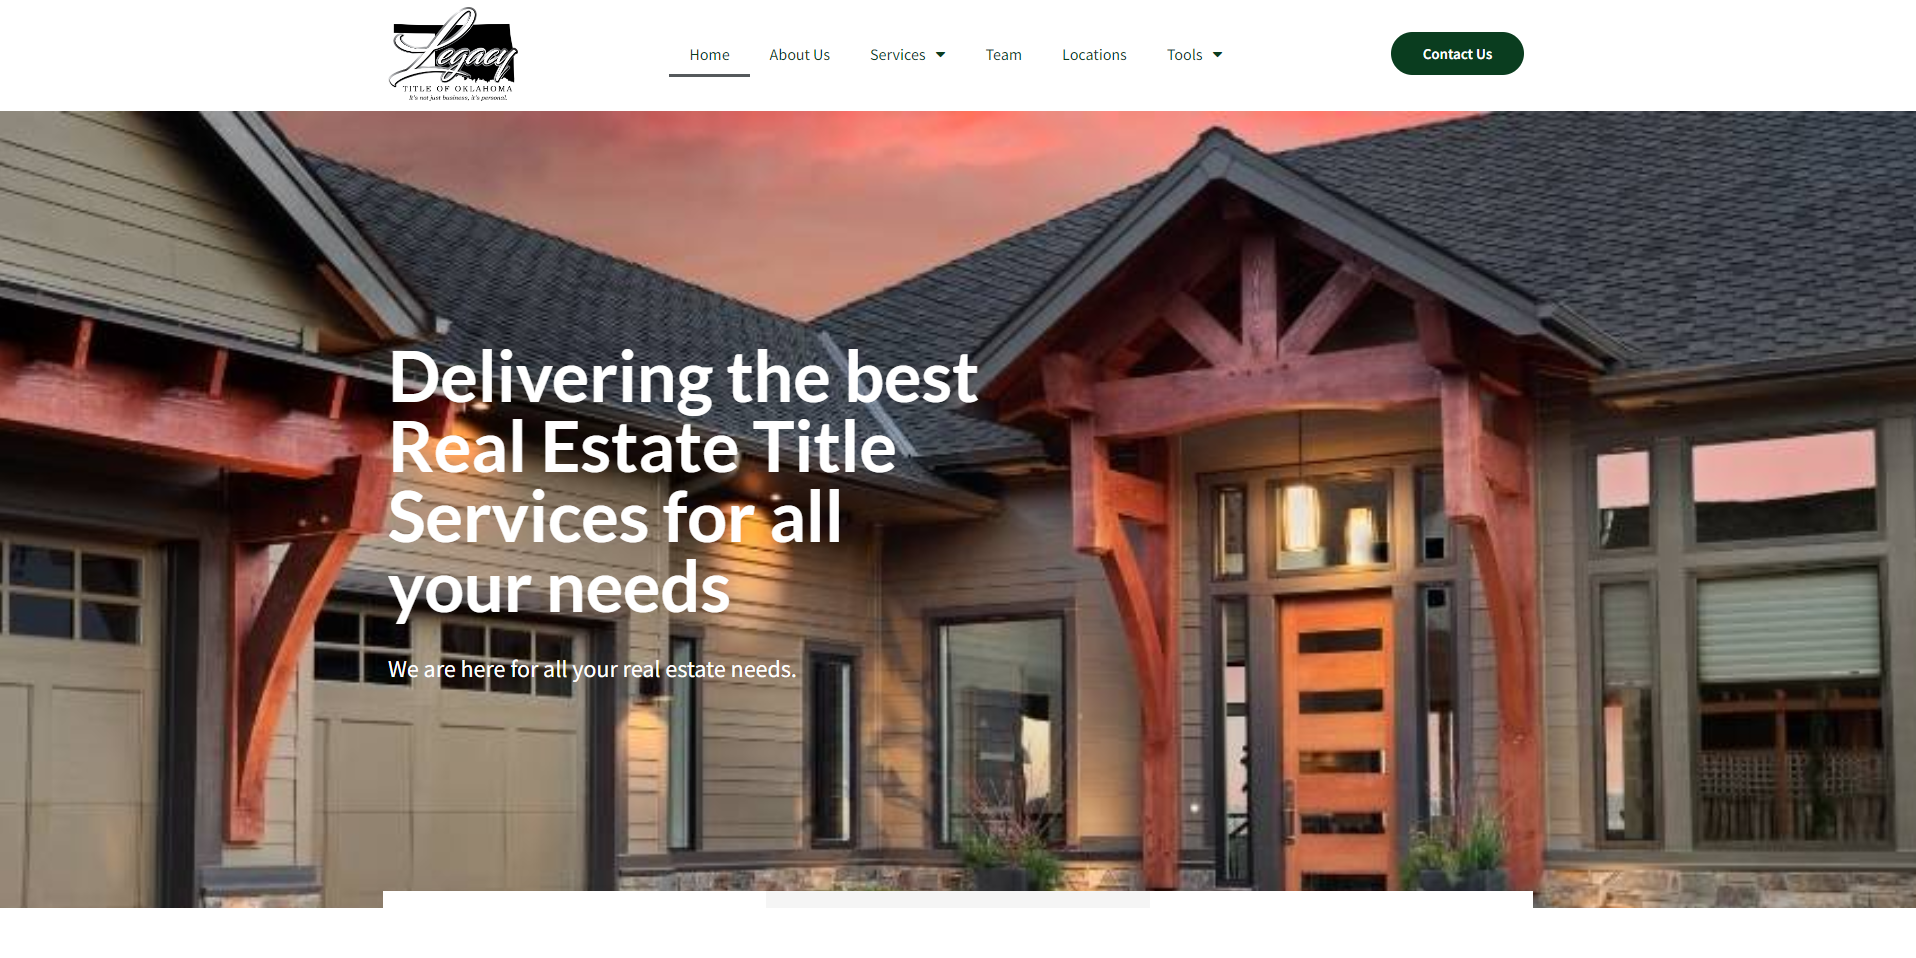 Legacy
TITLE OF OKLAHOMA
It's not just business, it's personal.
Home
About Us
Services
Team
Locations
Tools
Contact Us
Delivering the best
Real Estate Title
Services for all
your needs
We are here for all your real estate needs.